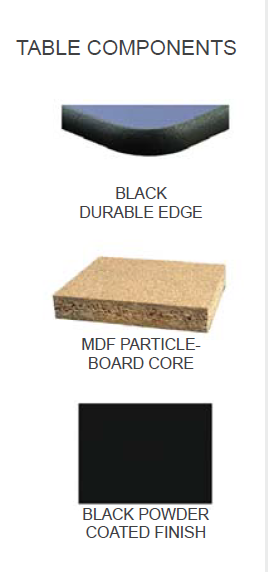 TABLE COMPONENTS
BLACK
DURABLE EDGE
MDF PARTICLE-
BOARD CORE
BLACK POWDER
COATED FINISH